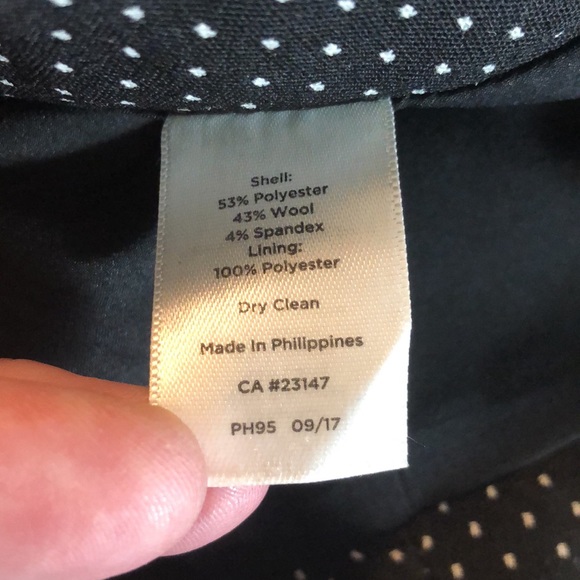 Shell:
53% Polyester
43% Wool
4% Spandex
Lining:
100% Polyester
Dry Clean
Made In Philippines
CA #23147
PH95 09/17